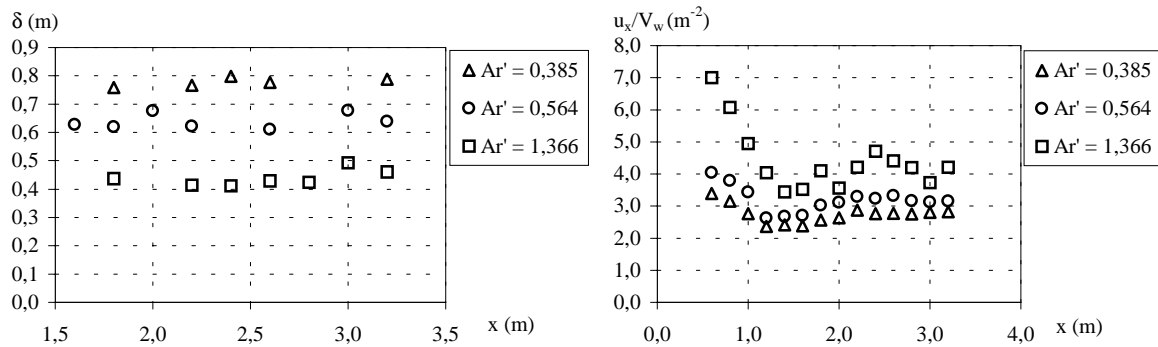 δ (m)
0,9
0,8
0,7
0,6
0,5
0,4
0,3
0,2
0,1
0,0
1,5 2,0 2,5 3,0 3,5
x (m)
Ar' = 0,385
Ar' = 0,564
Ar' = 1,366
uₓ/V_w (m⁻²)
8,0
7,0
6,0
5,0
4,0
3,0
2,0
1,0
0,0
0,0 1,0 2,0 3,0 4,0
x (m)
Ar' = 0,385
Ar' = 0,564
Ar' = 1,366